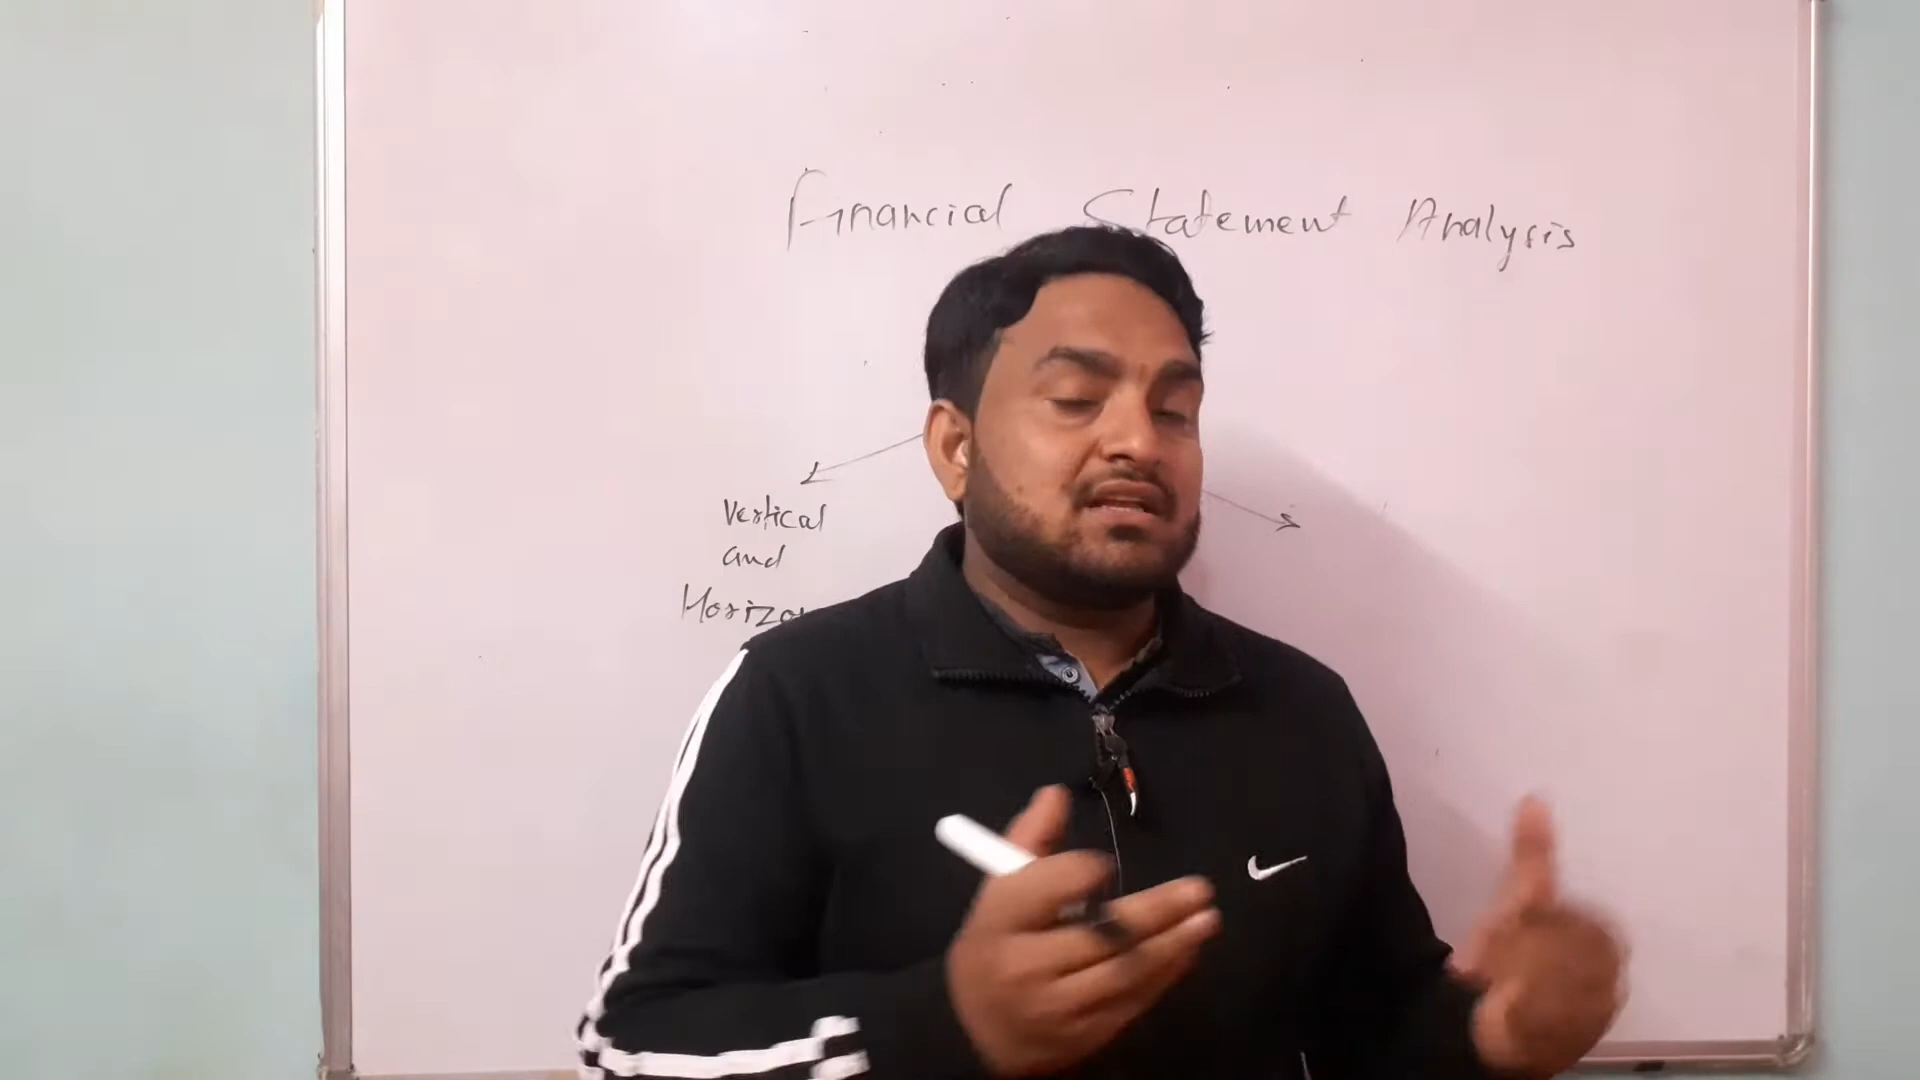 Financial Statement Analysis
Vertical
and